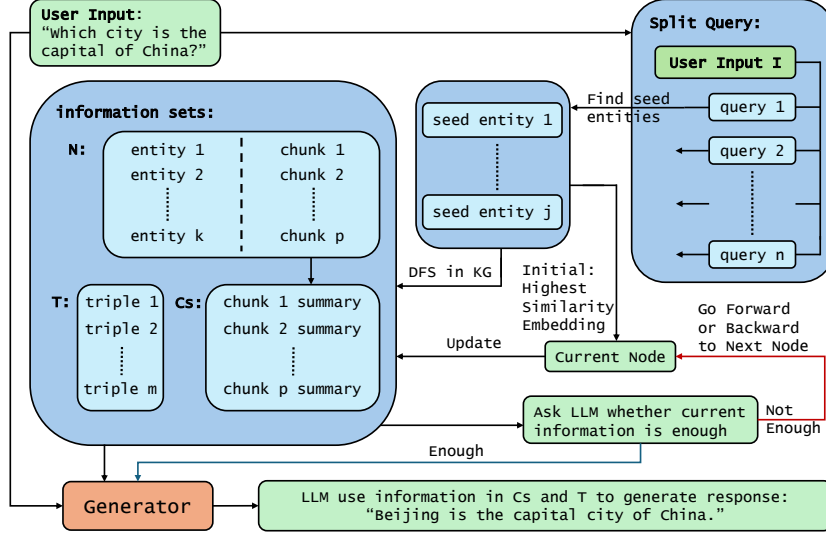 User Input:
“Which city is the
capital of China?”
Split Query:
User Input I
query 1
query 2
query n
Find seed
entities
seed entity 1
seed entity j
information sets:
N:
entity 1
entity 2
entity k
chunk 1
chunk 2
chunk p
T:
triple 1
triple 2
triple m
Cs:
chunk 1 summary
chunk 2 summary
chunk p summary
DFS in KG
Initial:
Highest
Similarity
Embedding
Go Forward
or Backward
to Next Node
Update
Current Node
Ask LLM whether current
information is enough
Not
Enough
Enough
Generator
LLM use information in Cs and T to generate response:
“Beijing is the capital city of China.”